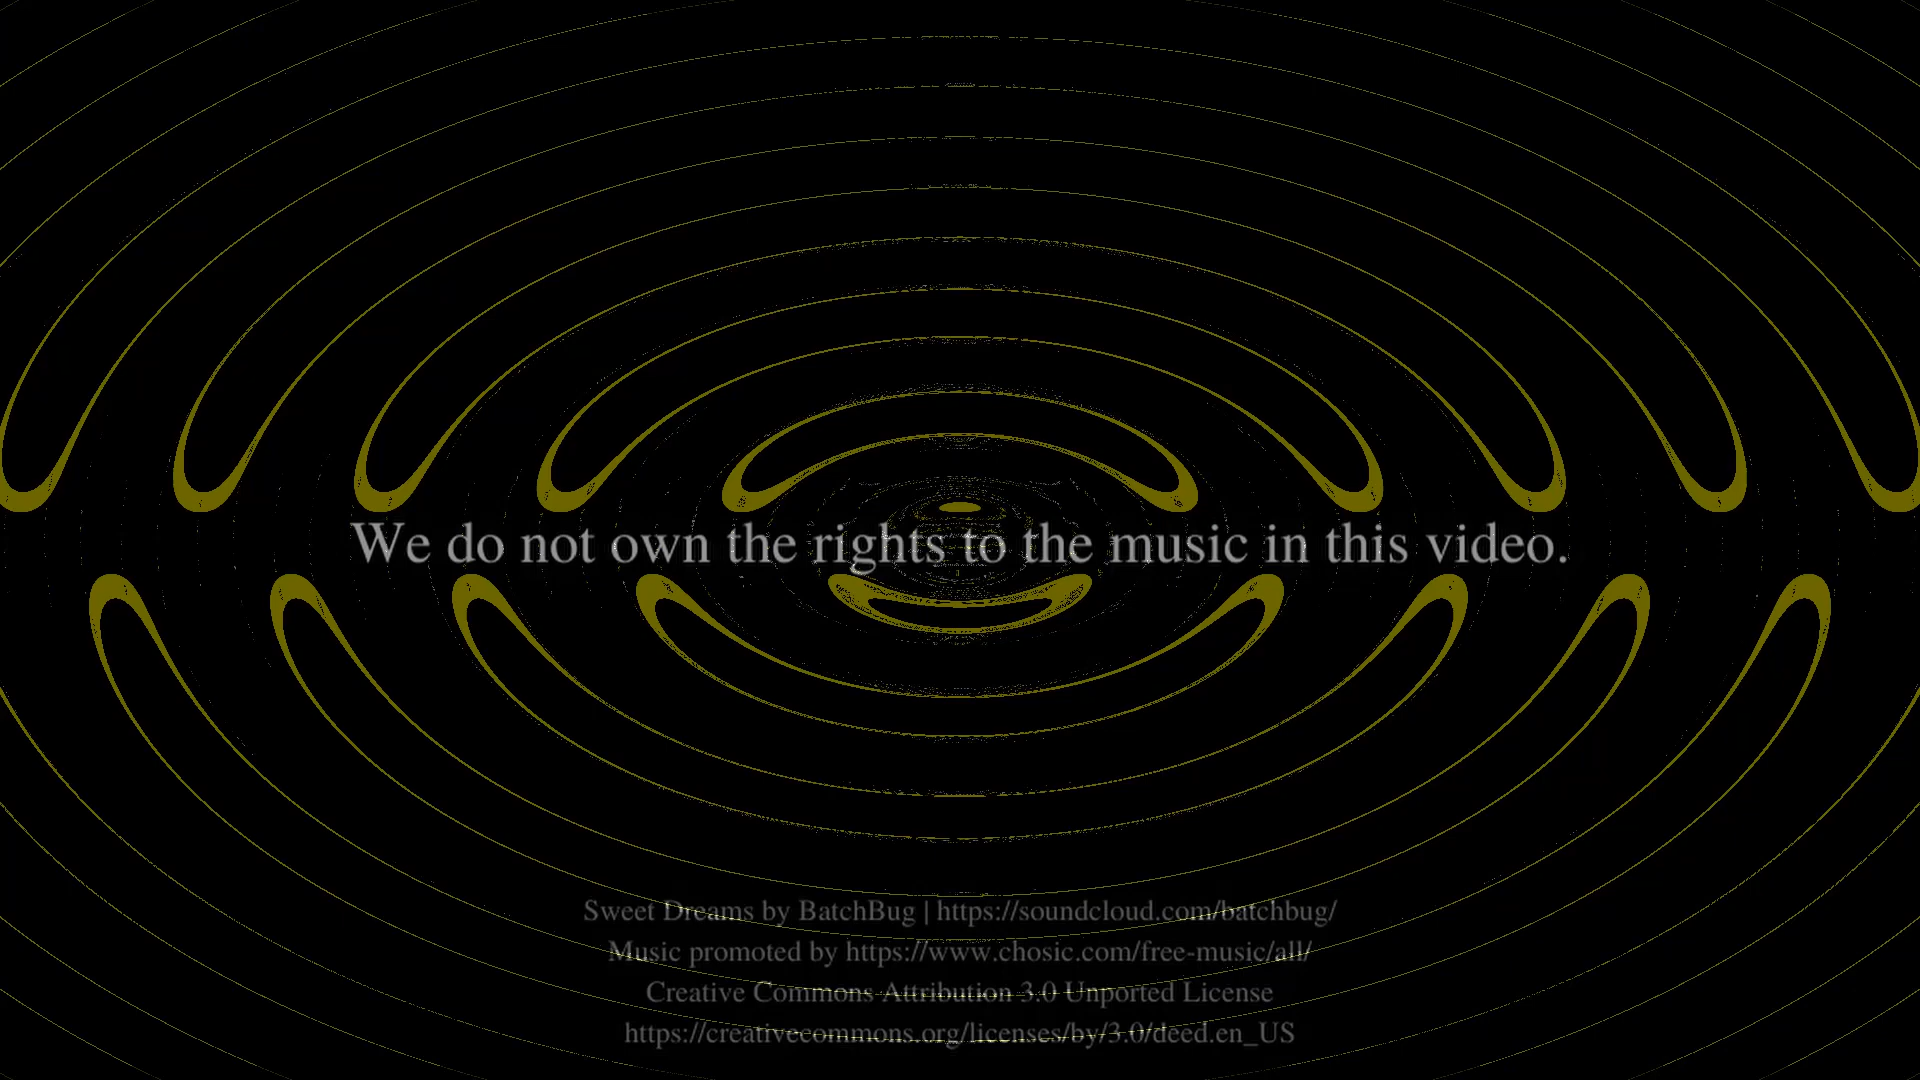 We do not own the rights to the music in this video.
Sweet Dreams by BatchBug | https://soundcloud.com/batchbug/
Music promoted by https://www.chosic.com/free-music/all/
Creative Commons Attribution 3.0 Unported License
https://creativecommons.org/licenses/by/3.0/deed.en_US